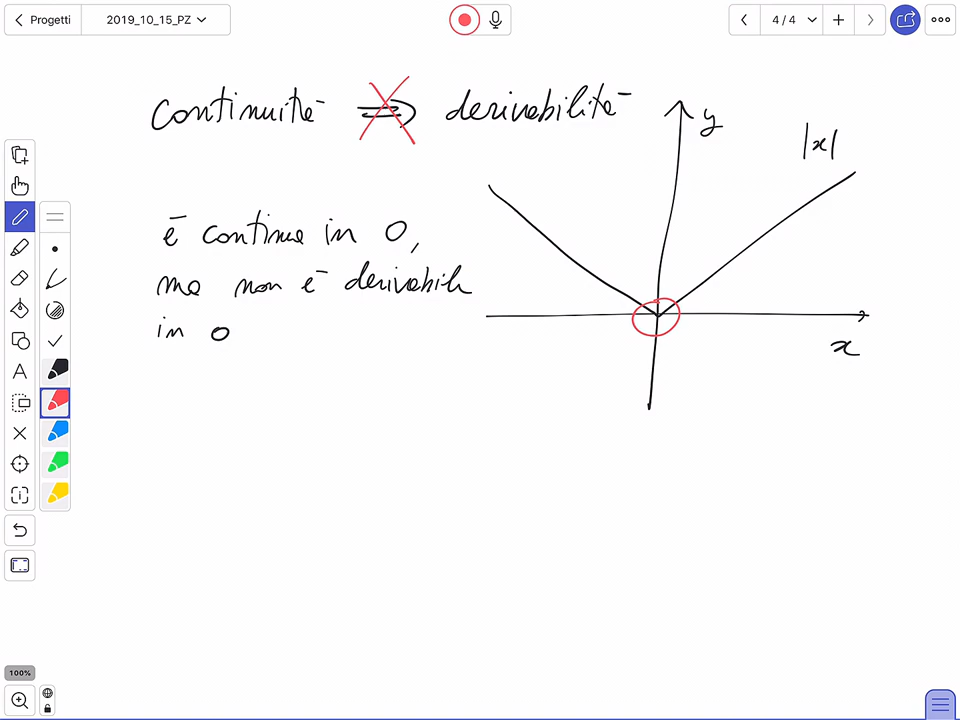 Progetti
2019_10_15_PZ
4 / 4
continuità ⇒ derivabilità
y
|x|
è continua in 0,
ma non è derivabile
in 0
x
A
100%